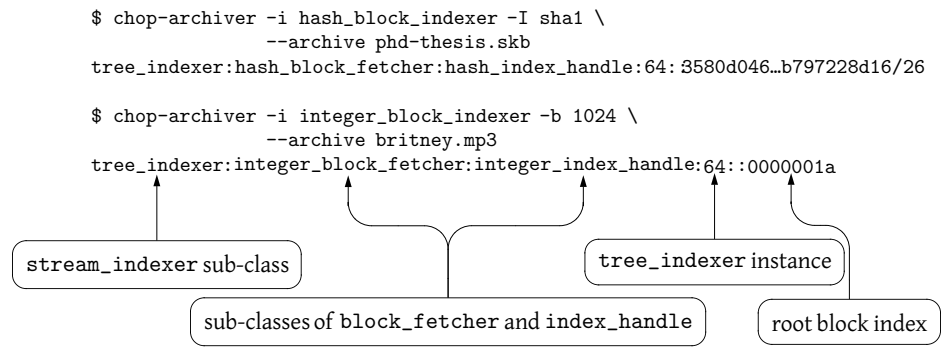 $ chop-archiver -i hash_block_indexer -I sha1 \
--archive phd-thesis.skb
tree_indexer:hash_block_fetcher:hash_index_handle:64::3580d046…b797228d16/26
$ chop-archiver -i integer_block_indexer -b 1024 \
--archive britney.mp3
tree_indexer:integer_block_fetcher:integer_index_handle:64::0000001a
stream_indexer sub-class
tree_indexer instance
sub-classes of block_fetcher and index_handle
root block index